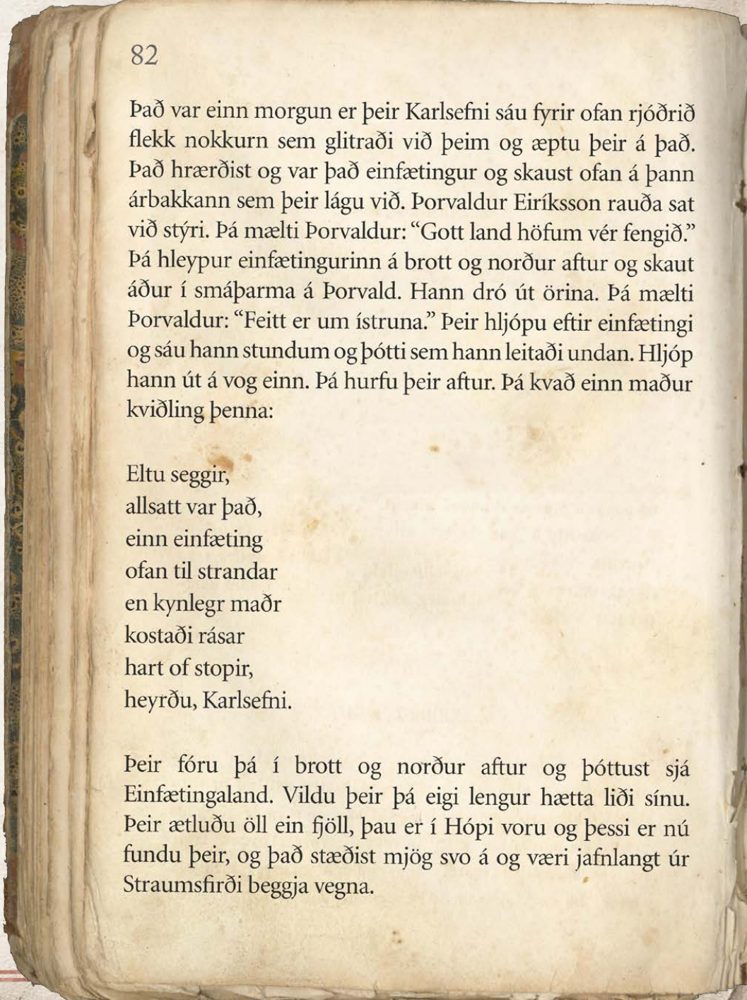 82
Það var einn morgun er þeir Karlsefni sáu fyrir ofan rjóðrið
flekk nokkurn sem glitraði við þeim og æptu þeir á það.
Það hrærðist og var það einfætingur og skaust ofan á þann
árbakkann sem þeir lágu við. Þorvaldur Eiríksson rauða sat
við stýri. Þá mælti Þorvaldur: “Gott land höfum vér fengið.”
Þá hleypur einfætingurinn á brott og norður aftur og skaut
áður í smáþarma á Þorvald. Hann dró út örina. Þá mælti
Þorvaldur: “Feitt er um ístruna.” Þeir hljópu eftir einfætingi
og sáu hann stundum og þótti sem hann leitaði undan. Hljóp
hann út á vog einn. Þá hurfu þeir aftur. Þá kvað einn maður
kviðling þenna:
Eltu seggir,
allsatt var það,
einn einfæting
ofan til strandar
en kynlegr maðr
kostaði rásar
hart of stopir,
heyrðu, Karlsefni.
Þeir fóru þá í brott og norður aftur og þóttust sjá
Einfætingaland. Vildu þeir þá eigi lengur hætta liði sínu.
Þeir ætluðu öll ein fjöll, þau er í Hópi voru og þessi er nú
fundu þeir, og það stæðist mjög svo á og væri jafnlangt úr
Straumsfirði beggja vegna.